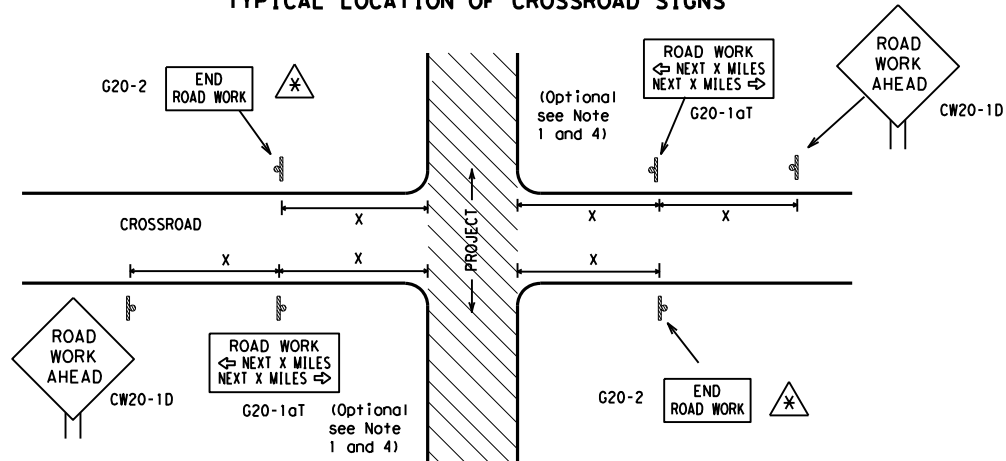 TYPICAL LOCATION OF CROSSROAD SIGNS
G20-2
END
ROAD WORK
*
(Optional
see Note
1 and 4)
ROAD WORK
⇦ NEXT X MILES
NEXT X MILES ⇨
G20-1aT
ROAD
WORK
AHEAD
CW20-1D
CROSSROAD
X
X
X
PROJECT
X
X
X
ROAD
WORK
AHEAD
CW20-1D
ROAD WORK
⇦ NEXT X MILES
NEXT X MILES ⇨
G20-1aT
(Optional
see Note
1 and 4)
G20-2
END
ROAD WORK
*